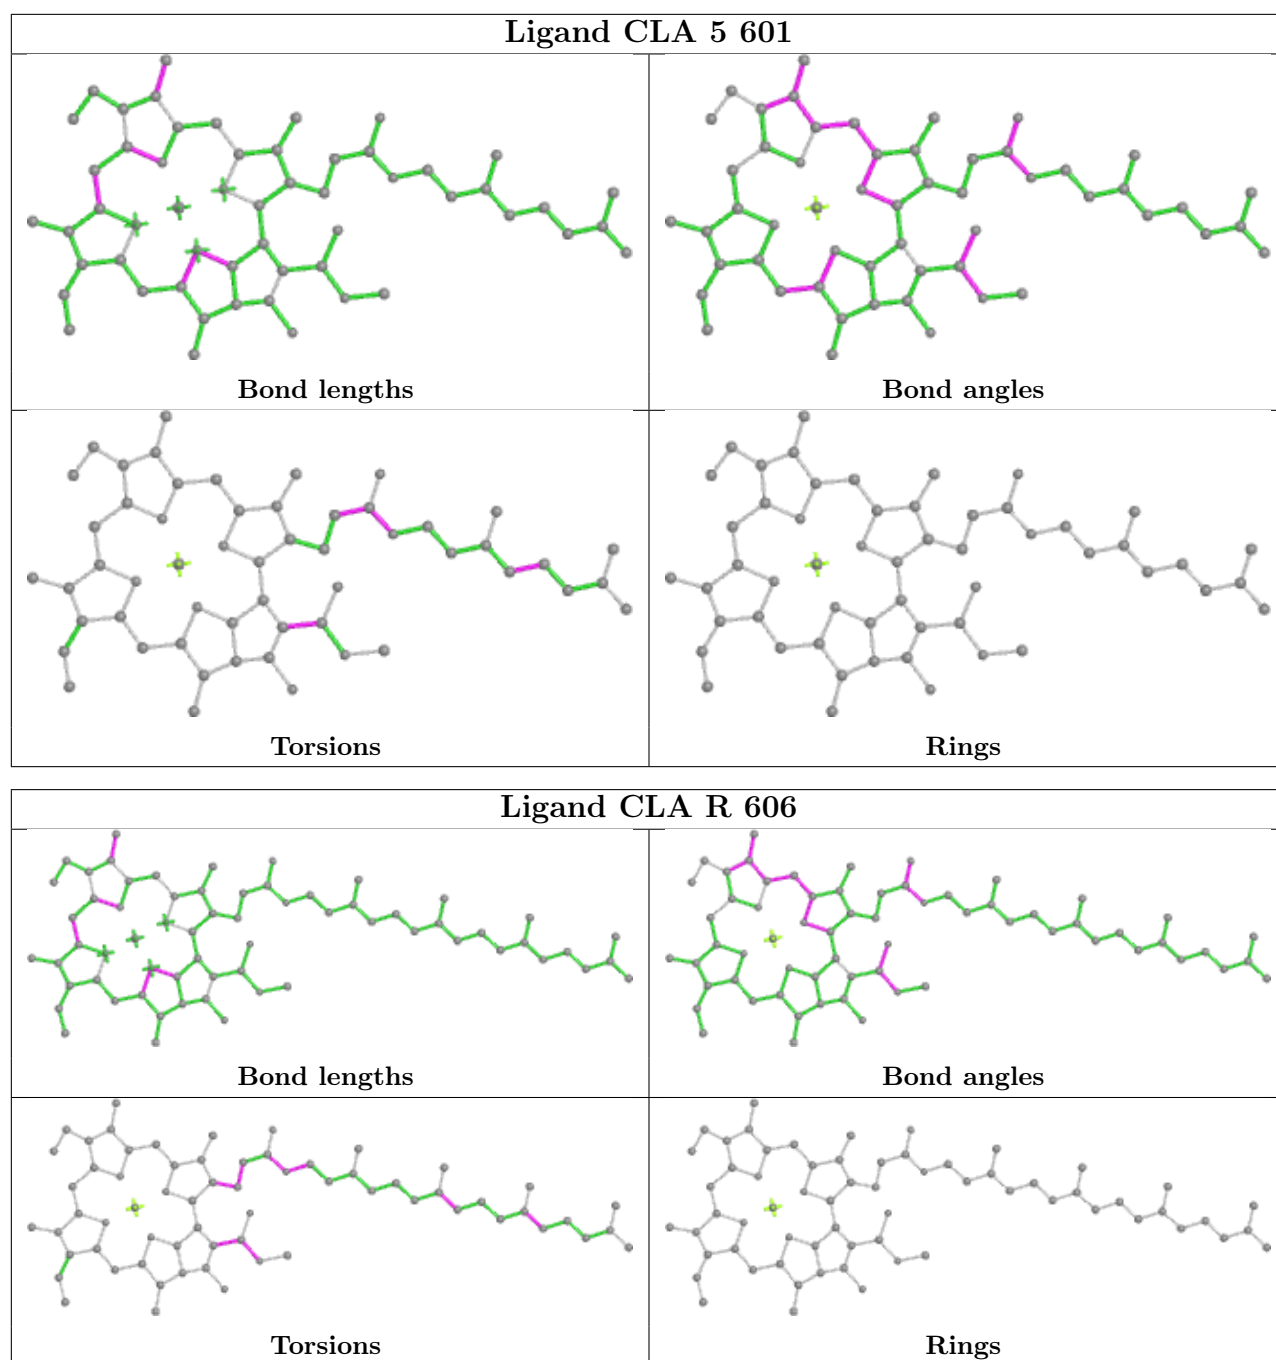 Ligand CLA 5 601
Bond lengths
Bond angles
Torsions
Rings
Ligand CLA R 606
Bond lengths
Bond angles
Torsions
Rings